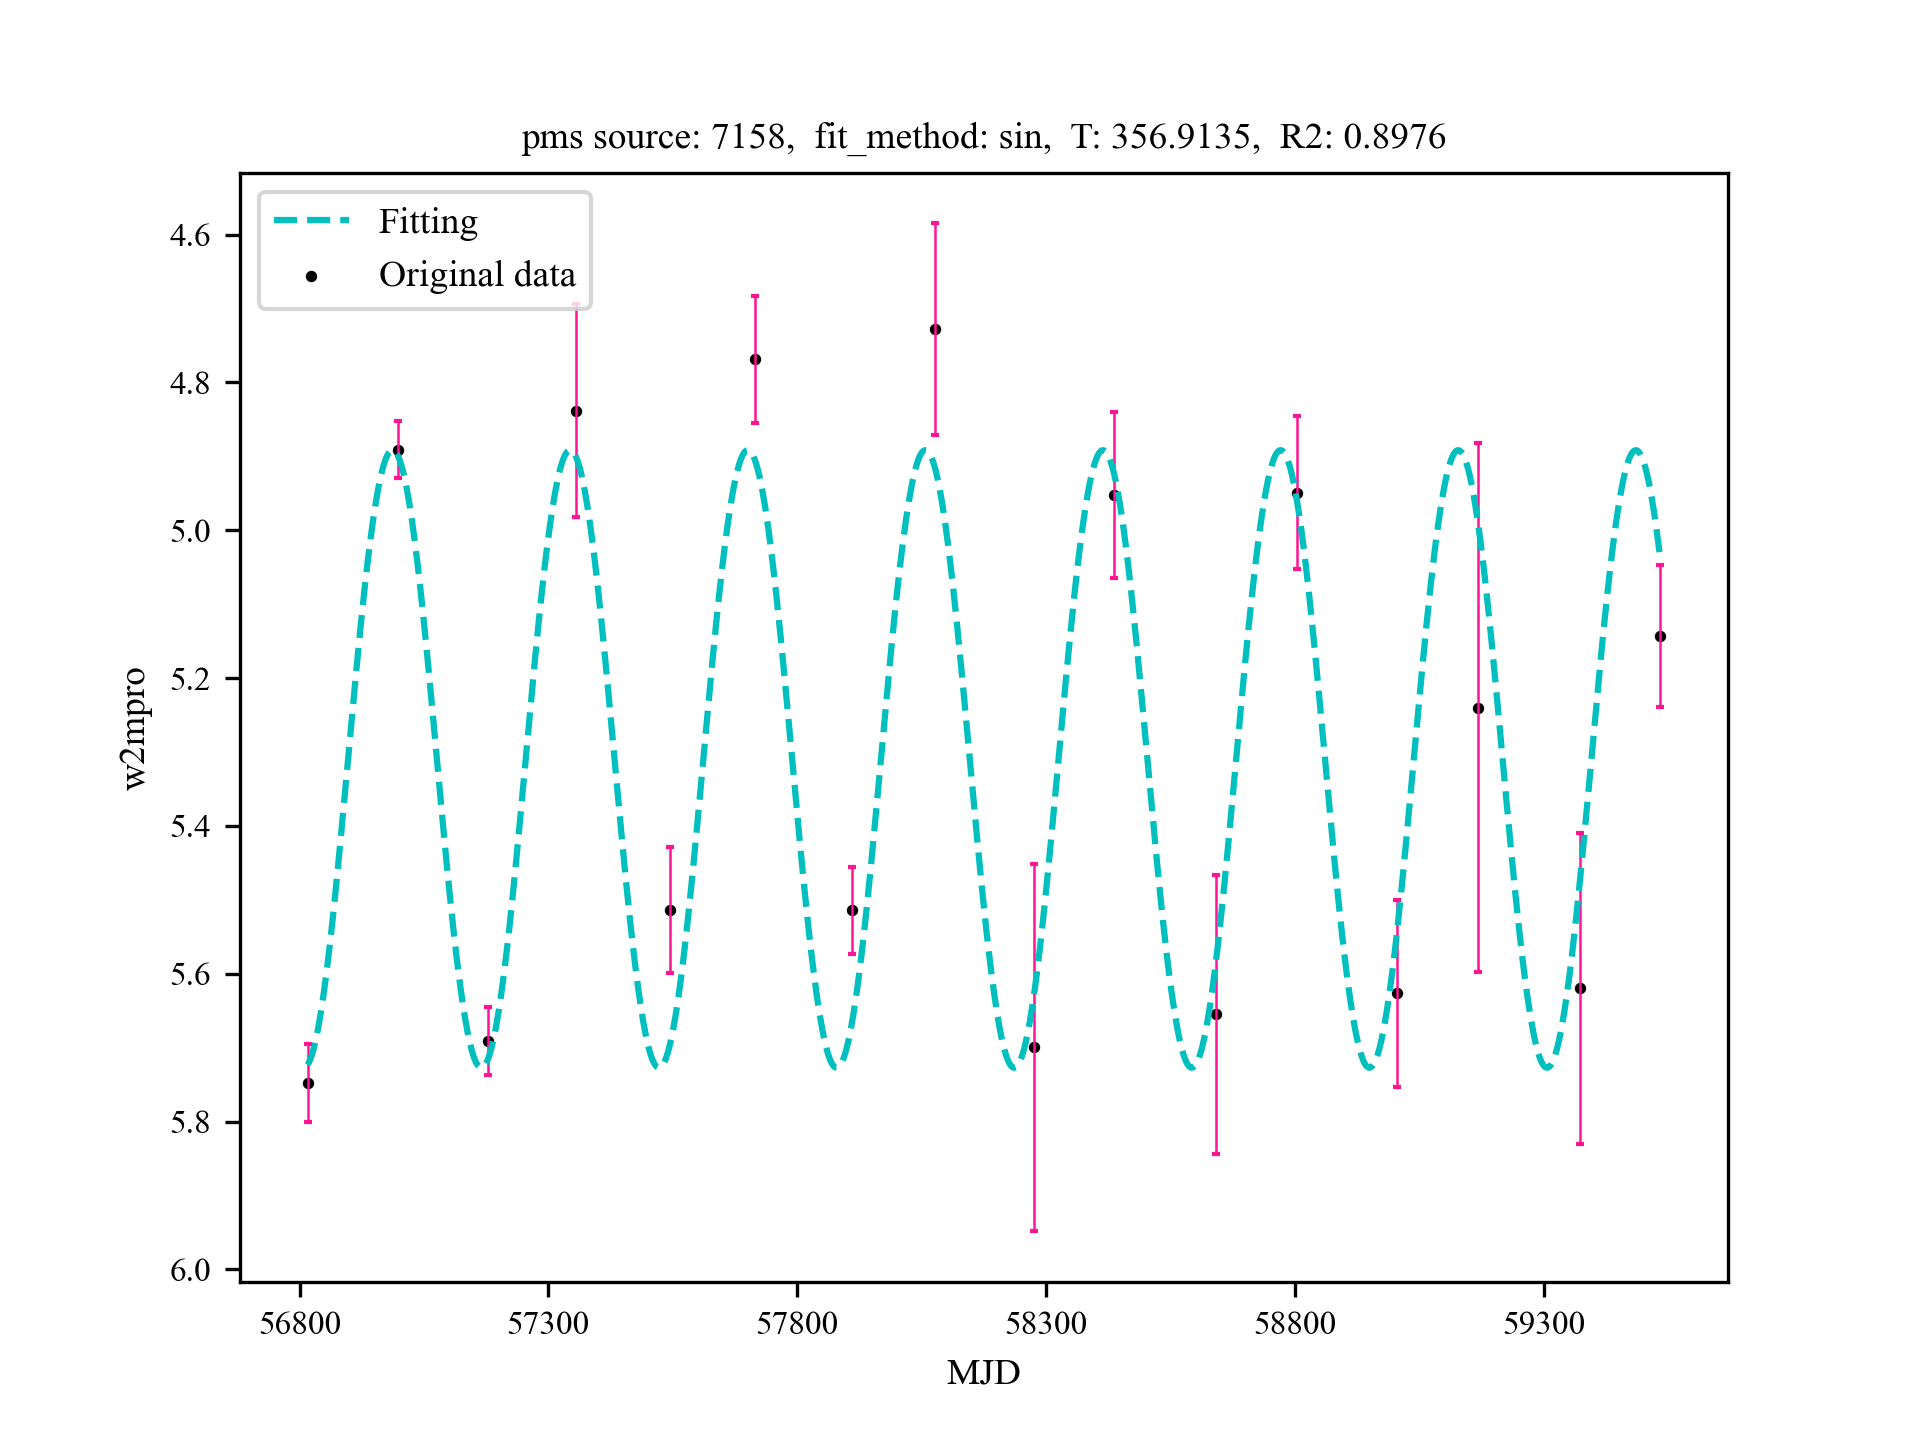 pms source: 7158,  fit_method: sin,  T: 356.9135,  R2: 0.8976
Fitting
Original data
4.6
4.8
5.0
5.2
5.4
5.6
5.8
6.0
w2mpro
56800 57300 57800 58300 58800 59300
MJD